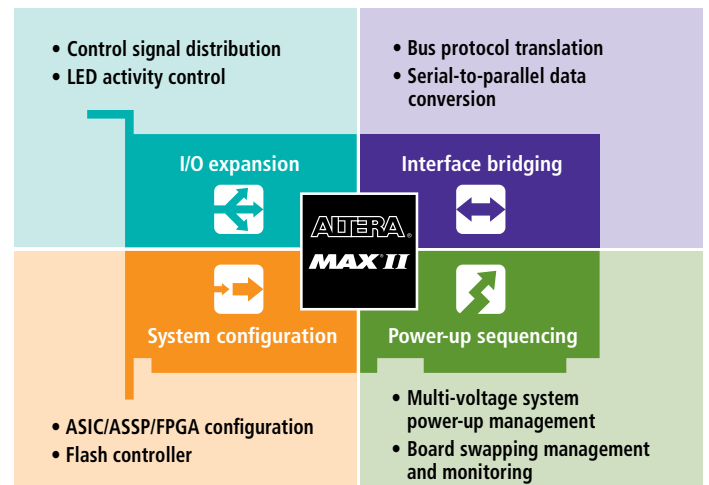 • Control signal distribution
• LED activity control
• Bus protocol translation
• Serial-to-parallel data
conversion
I/O expansion
Interface bridging
ALTERA®
MAX® II
System configuration
Power-up sequencing
• ASIC/ASSP/FPGA configuration
• Flash controller
• Multi-voltage system
power-up management
• Board swapping management
and monitoring